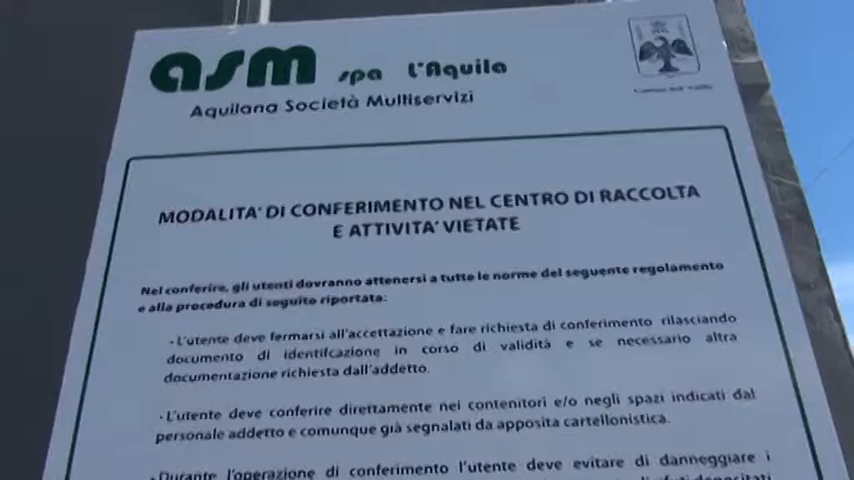 asm spa L'Aquila
Aquilana Società Multiservizi
MODALITA' DI CONFERIMENTO NEL CENTRO DI RACCOLTA
E ATTIVITA' VIETATE
Nel conferire, gli utenti dovranno attenersi a tutte le norme del seguente regolamento
e alla procedura di seguito riportata:
- L'utente deve fermarsi all'accettazione e fare richiesta di conferimento rilasciando
documento di identifcazione in corso di validità e se necessario altra
documentazione richiesta dall'addetto.
- L'utente deve conferire direttamente nei contenitori e/o negli spazi indicati dal
personale addetto e comunque già segnalati da apposita cartellonistica.
- Durante l'operazione di conferimento l'utente deve evitare di danneggiare i
rifiuti depositati